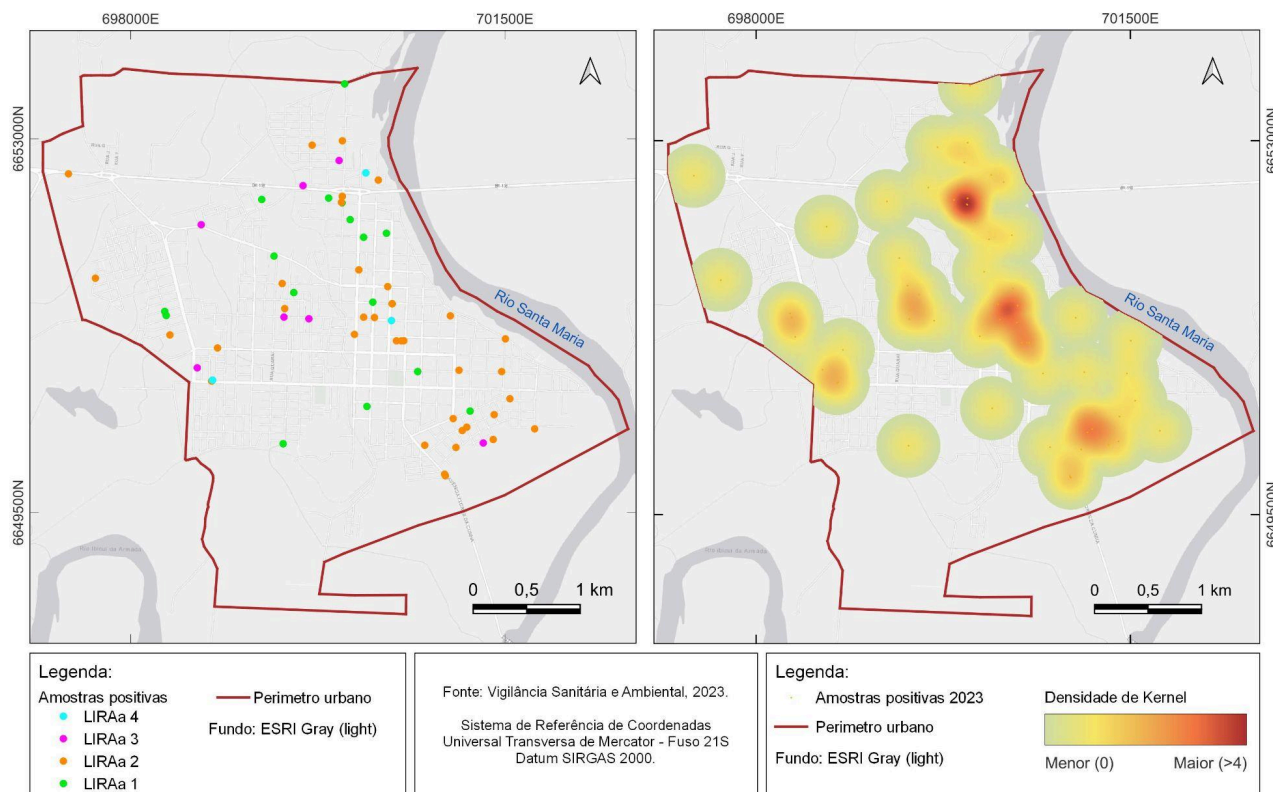 698000E
701500E
698000E
701500E
6653000N
6653000N
Rio Santa Maria
Rio Santa Maria
6649500N
6649500N
0 0,5 1 km
0 0,5 1 km
Legenda:
Amostras positivas
LIRAa 4
LIRAa 3
LIRAa 2
LIRAa 1
Perimetro urbano
Fundo: ESRI Gray (light)
Fonte: Vigilância Sanitária e Ambiental, 2023.
Sistema de Referência de Coordenadas
Universal Transversa de Mercator - Fuso 21S
Datum SIRGAS 2000.
Legenda:
Amostras positivas 2023
Perimetro urbano
Fundo: ESRI Gray (light)
Densidade de Kernel
Menor (0)
Maior (>4)